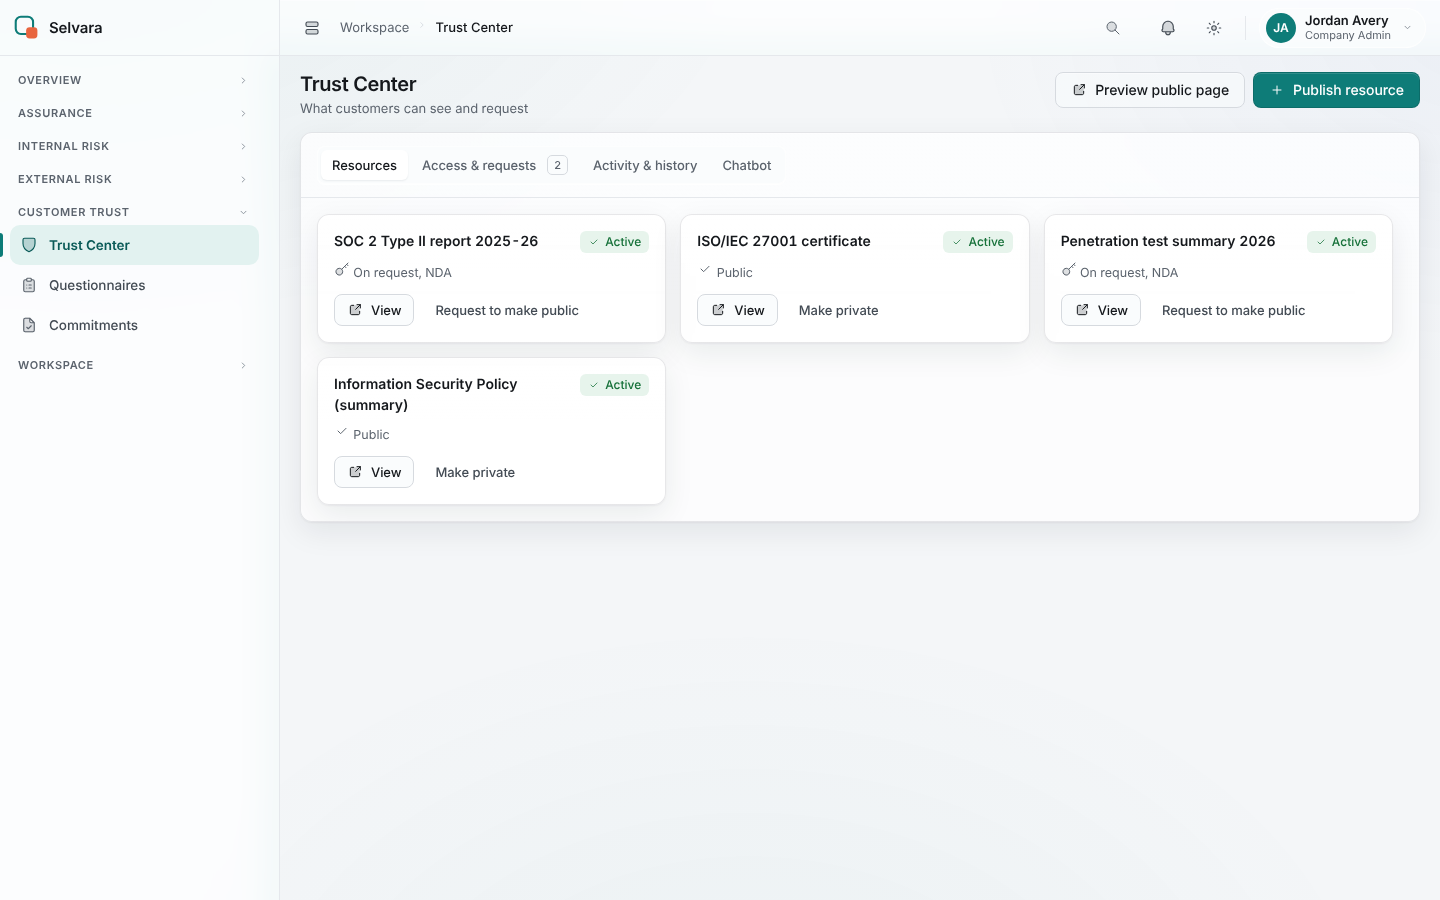 Selvara
Workspace
Trust Center
JA
Jordan Avery
Company Admin
OVERVIEW
ASSURANCE
INTERNAL RISK
EXTERNAL RISK
CUSTOMER TRUST
Trust Center
Questionnaires
Commitments
WORKSPACE
Trust Center
What customers can see and request
Preview public page
Publish resource
Resources
Access & requests 2
Activity & history
Chatbot
SOC 2 Type II report 2025-26
Active
On request, NDA
View
Request to make public
ISO/IEC 27001 certificate
Active
Public
View
Make private
Penetration test summary 2026
Active
On request, NDA
View
Request to make public
Information Security Policy
(summary)
Active
Public
View
Make private